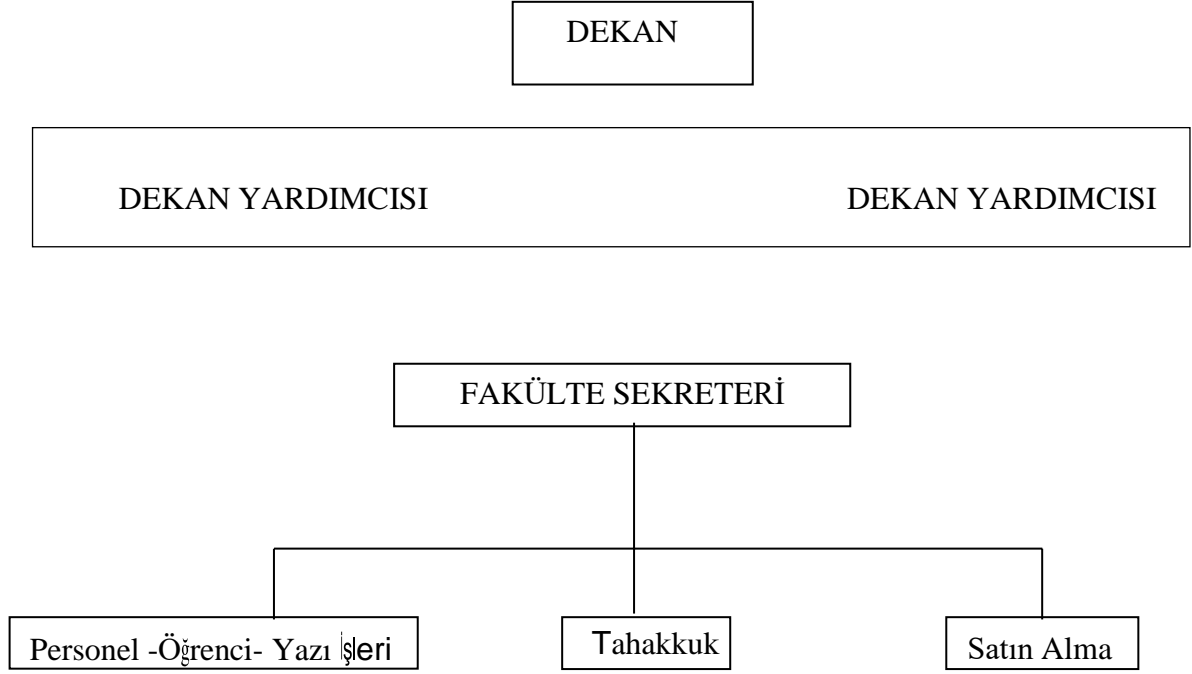 DEKAN
DEKAN YARDIMCISI DEKAN YARDIMCISI
FAKÜLTE SEKRETERİ
Personel -Öğrenci- Yazı İşleri
Tahakkuk
Satın Alma